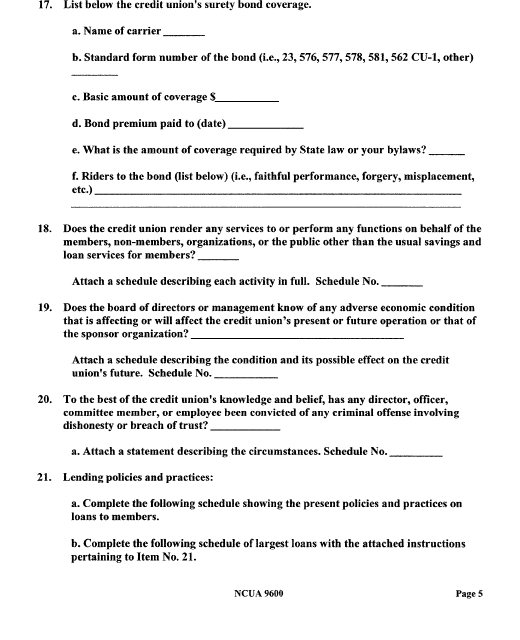 17. List below the credit union's surety bond coverage.
a. Name of carrier _______
b. Standard form number of the bond (i.e., 23, 576, 577, 578, 581, 562 CU-1, other)
________
c. Basic amount of coverage $___________
d. Bond premium paid to (date) _____________
e. What is the amount of coverage required by State law or your bylaws? ______
f. Riders to the bond (list below) (i.e., faithful performance, forgery, misplacement,
etc.) ________________________________________________________________
___________________________________________________________________
18. Does the credit union render any services to or perform any functions on behalf of the
members, non-members, organizations, or the public other than the usual savings and
loan services for members? _______
Attach a schedule describing each activity in full. Schedule No. _______
19. Does the board of directors or management know of any adverse economic condition
that is affecting or will affect the credit union's present or future operation or that of
the sponsor organization? _____________________________________
Attach a schedule describing the condition and its possible effect on the credit
union's future. Schedule No. ___________
20. To the best of the credit union's knowledge and belief, has any director, officer,
committee member, or employee been convicted of any criminal offense involving
dishonesty or breach of trust? ____________
a. Attach a statement describing the circumstances. Schedule No. _________
21. Lending policies and practices:
a. Complete the following schedule showing the present policies and practices on
loans to members.
b. Complete the following schedule of largest loans with the attached instructions
pertaining to Item No. 21.
NCUA 9600 Page 5